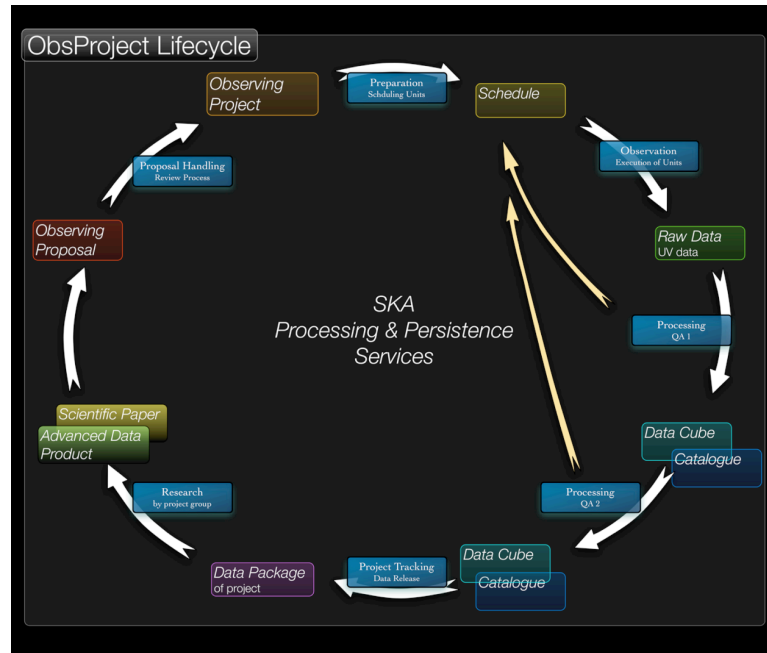 ObsProject Lifecycle
Observing
Project
Preparation
Schduling Units
Schedule
Observation
Execution of Units
Proposal Handling
Review Process
Observing
Proposal
Raw Data
UV data
SKA
Processing & Persistence
Services
Processing
QA 1
Scientific Paper
Advanced Data
Product
Data Cube
Catalogue
Research
by project group
Processing
QA 2
Data Package
of project
Project Tracking
Data Release
Data Cube
Catalogue